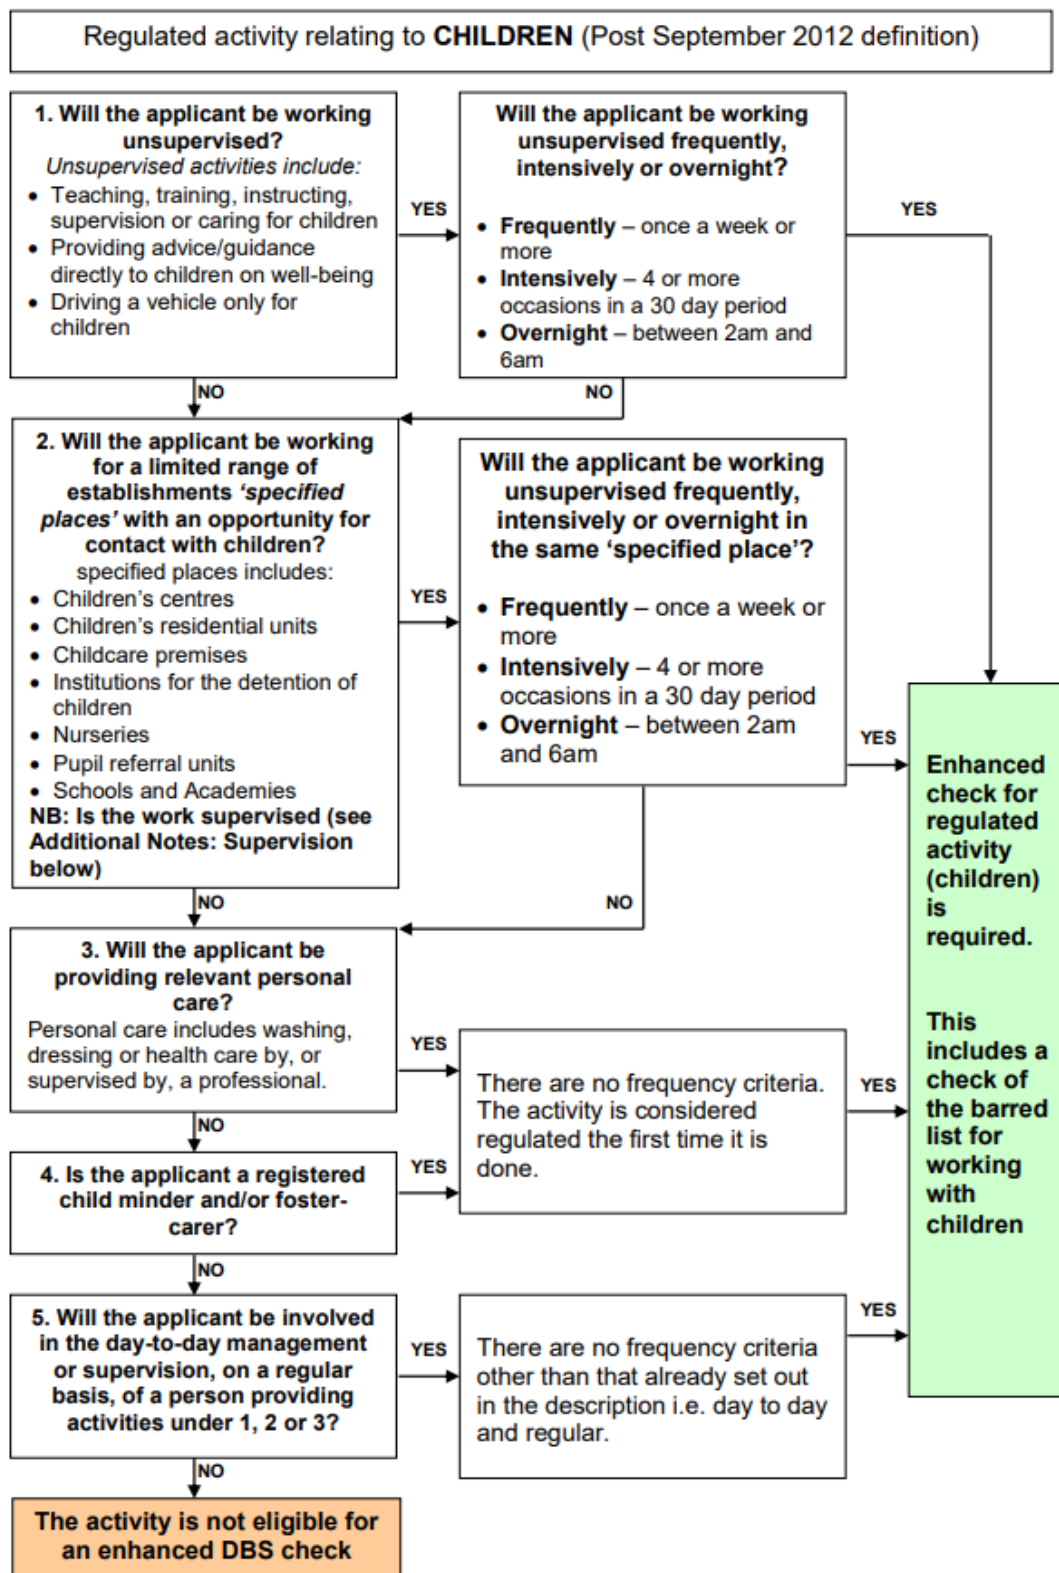 Regulated activity relating to CHILDREN (Post September 2012 definition)
1. Will the applicant be working
unsupervised?
Unsupervised activities include:
• Teaching, training, instructing,
supervision or caring for children
• Providing advice/guidance
directly to children on well-being
• Driving a vehicle only for
children
YES
Will the applicant be working
unsupervised frequently,
intensively or overnight?
• Frequently – once a week or
more
• Intensively – 4 or more
occasions in a 30 day period
• Overnight – between 2am and
6am
YES
NO
NO
2. Will the applicant be working
for a limited range of
establishments ‘specified
places’ with an opportunity for
contact with children?
specified places includes:
• Children’s centres
• Children’s residential units
• Childcare premises
• Institutions for the detention of
children
• Nurseries
• Pupil referral units
• Schools and Academies
NB: Is the work supervised (see
Additional Notes: Supervision
below)
YES
Will the applicant be working
unsupervised frequently,
intensively or overnight in
the same ‘specified place’?
• Frequently – once a week or
more
• Intensively – 4 or more
occasions in a 30 day period
• Overnight – between 2am
and 6am
YES
NO
NO
3. Will the applicant be
providing relevant personal
care?
Personal care includes washing,
dressing or health care by, or
supervised by, a professional.
YES
There are no frequency criteria.
The activity is considered
regulated the first time it is
done.
YES
NO
4. Is the applicant a registered
child minder and/or foster-
carer?
YES
NO
5. Will the applicant be involved
in the day-to-day management
or supervision, on a regular
basis, of a person providing
activities under 1, 2 or 3?
YES
There are no frequency criteria
other than that already set out
in the description i.e. day to day
and regular.
YES
NO
The activity is not eligible for
an enhanced DBS check
Enhanced
check for
regulated
activity
(children)
is
required.
This
includes a
check of
the barred
list for
working
with
children